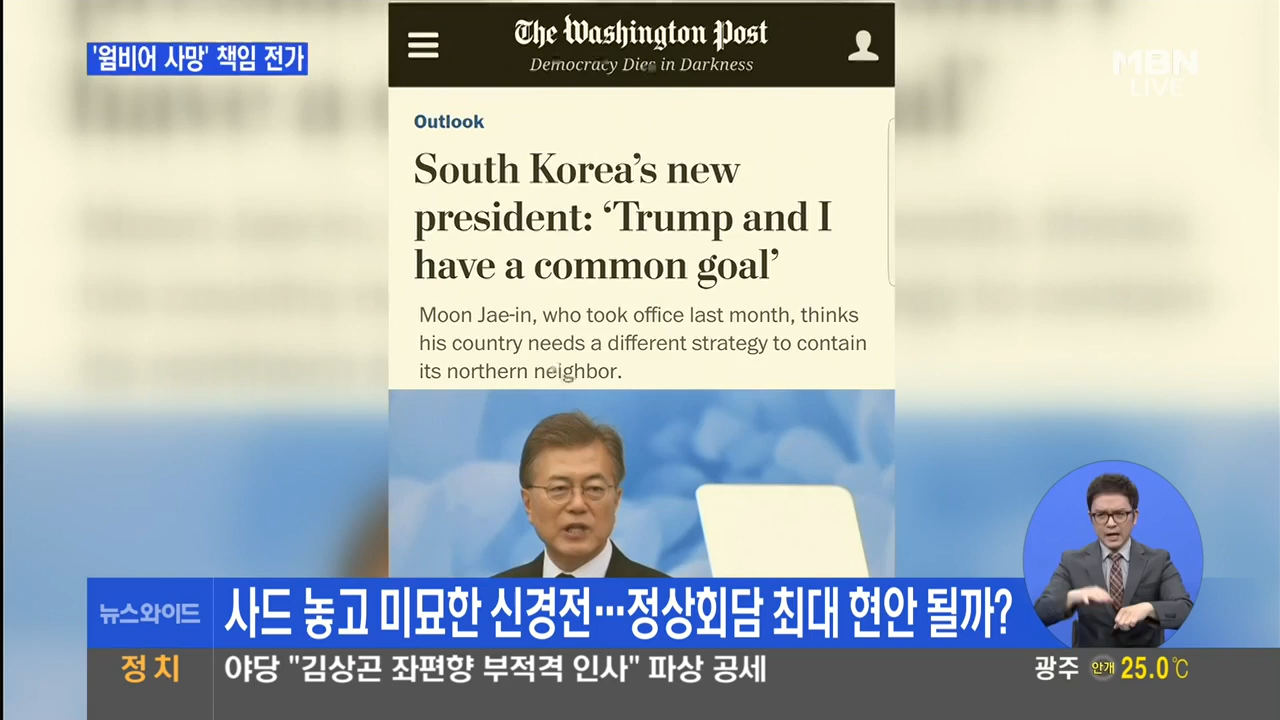 '웜비어 사망' 책임 전가
The Washington Post
Democracy Dies in Darkness
MBN
LIVE
Outlook
South Korea's new
president: ‘Trump and I
have a common goal’
Moon Jae-in, who took office last month, thinks
his country needs a different strategy to contain
its northern neighbor.
뉴스와이드
사드 놓고 미묘한 신경전…정상회담 최대 현안 될까?
정치
야당 "김상곤 좌편향 부적격 인사" 파상 공세
광주 안개 25.0℃